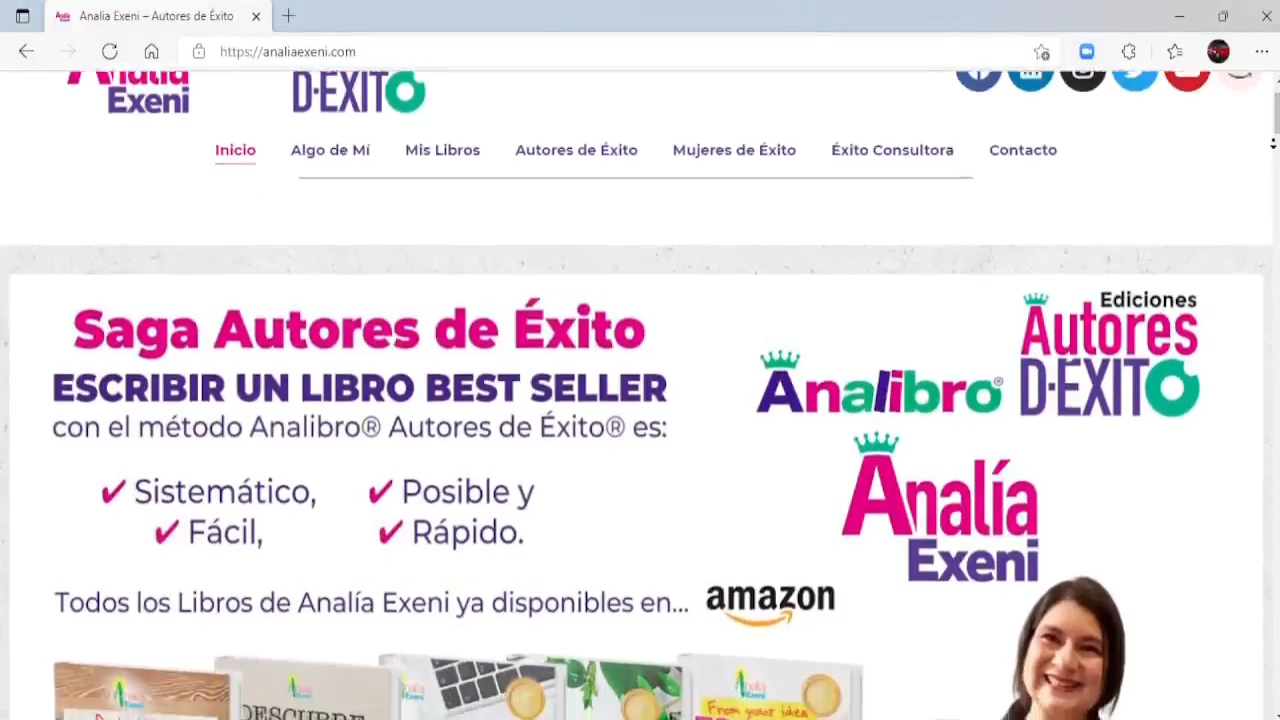 Analía Exeni – Autores de Éxito
https://analiaexeni.com
Analía
Exeni
D·EXITO
Inicio
Algo de Mí
Mis Libros
Autores de Éxito
Mujeres de Éxito
Éxito Consultora
Contacto
Saga Autores de Éxito
ESCRIBIR UN LIBRO BEST SELLER
con el método Analibro® Autores de Éxito® es:
✔ Sistemático, ✔ Posible y
✔ Fácil, ✔ Rápido.
Todos los Libros de Analía Exeni ya disponibles en...
amazon
Ediciones
Autores
D·EXITO
Analibro®
Analía
Exeni
DESCUBRE
From your idea